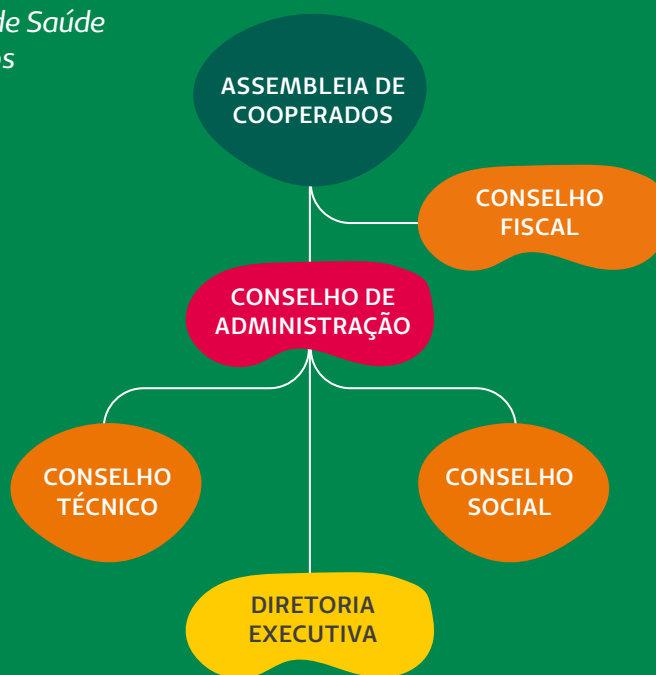 de Saúde
ASSEMBLEIA DE
COOPERADOS
CONSELHO
FISCAL
CONSELHO DE
ADMINISTRAÇÃO
CONSELHO
TÉCNICO
CONSELHO
SOCIAL
DIRETORIA
EXECUTIVA